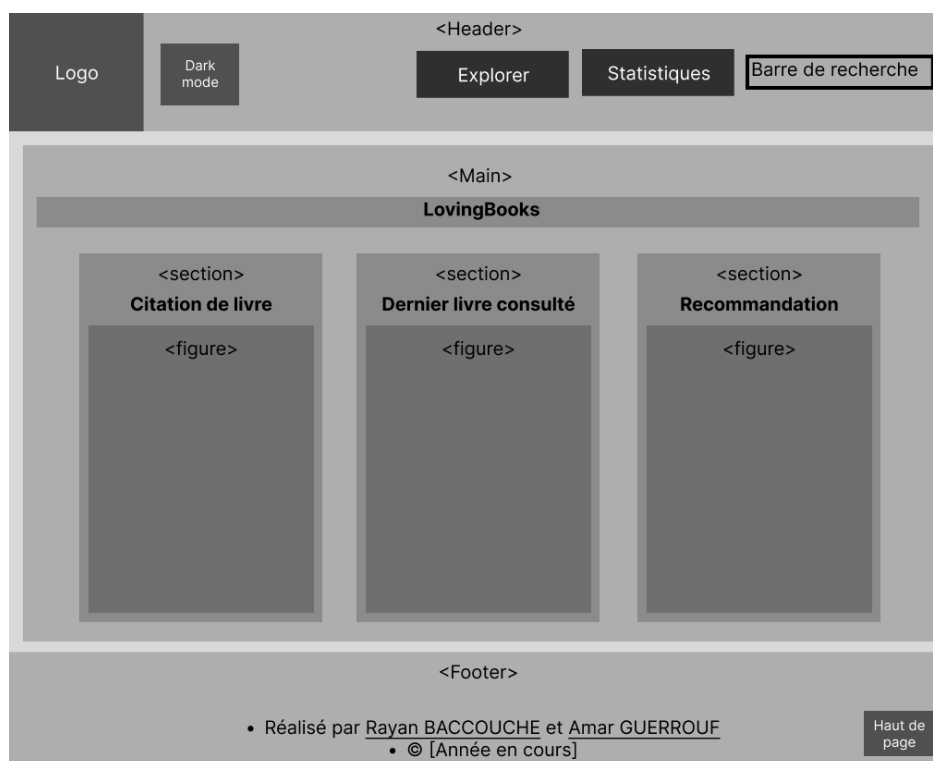 <Header>
Logo
Dark
mode
Explorer
Statistiques
Barre de recherche
<Main>
LovingBooks
<section>
Citation de livre
<figure>
<section>
Dernier livre consulté
<figure>
<section>
Recommandation
<figure>
<Footer>
• Réalisé par Rayan BACCOUCHE et Amar GUERROUF
• © [Année en cours]
Haut de
page